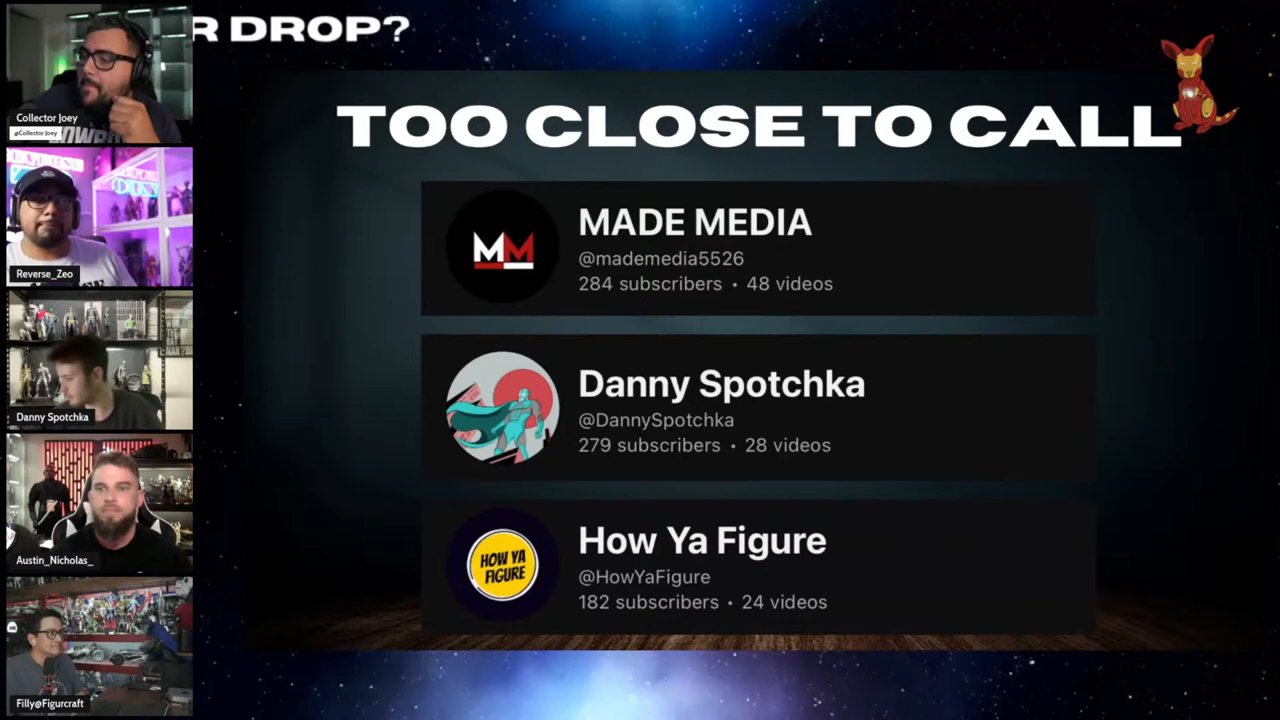 R DROP?
TOO CLOSE TO CALL
MM
MADE MEDIA
@mademedia5526
284 subscribers • 48 videos
Danny Spotchka
@DannySpotchka
279 subscribers • 28 videos
HOW YA
FIGURE
How Ya Figure
@HowYaFigure
182 subscribers • 24 videos
Collector Joey
@Collector Joey
Reverse_Zeo
Danny Spotchka
Austin_Nicholas_
Filly@Figurcraft